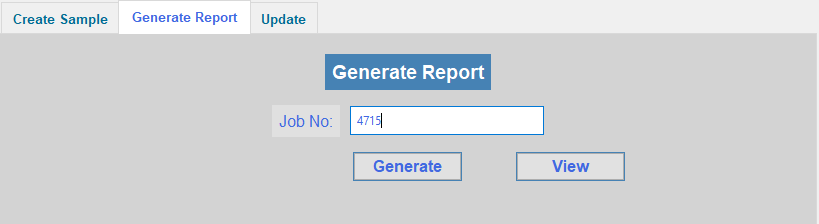 Create Sample Generate Report Update
Generate Report
Job No: 4715
Generate View